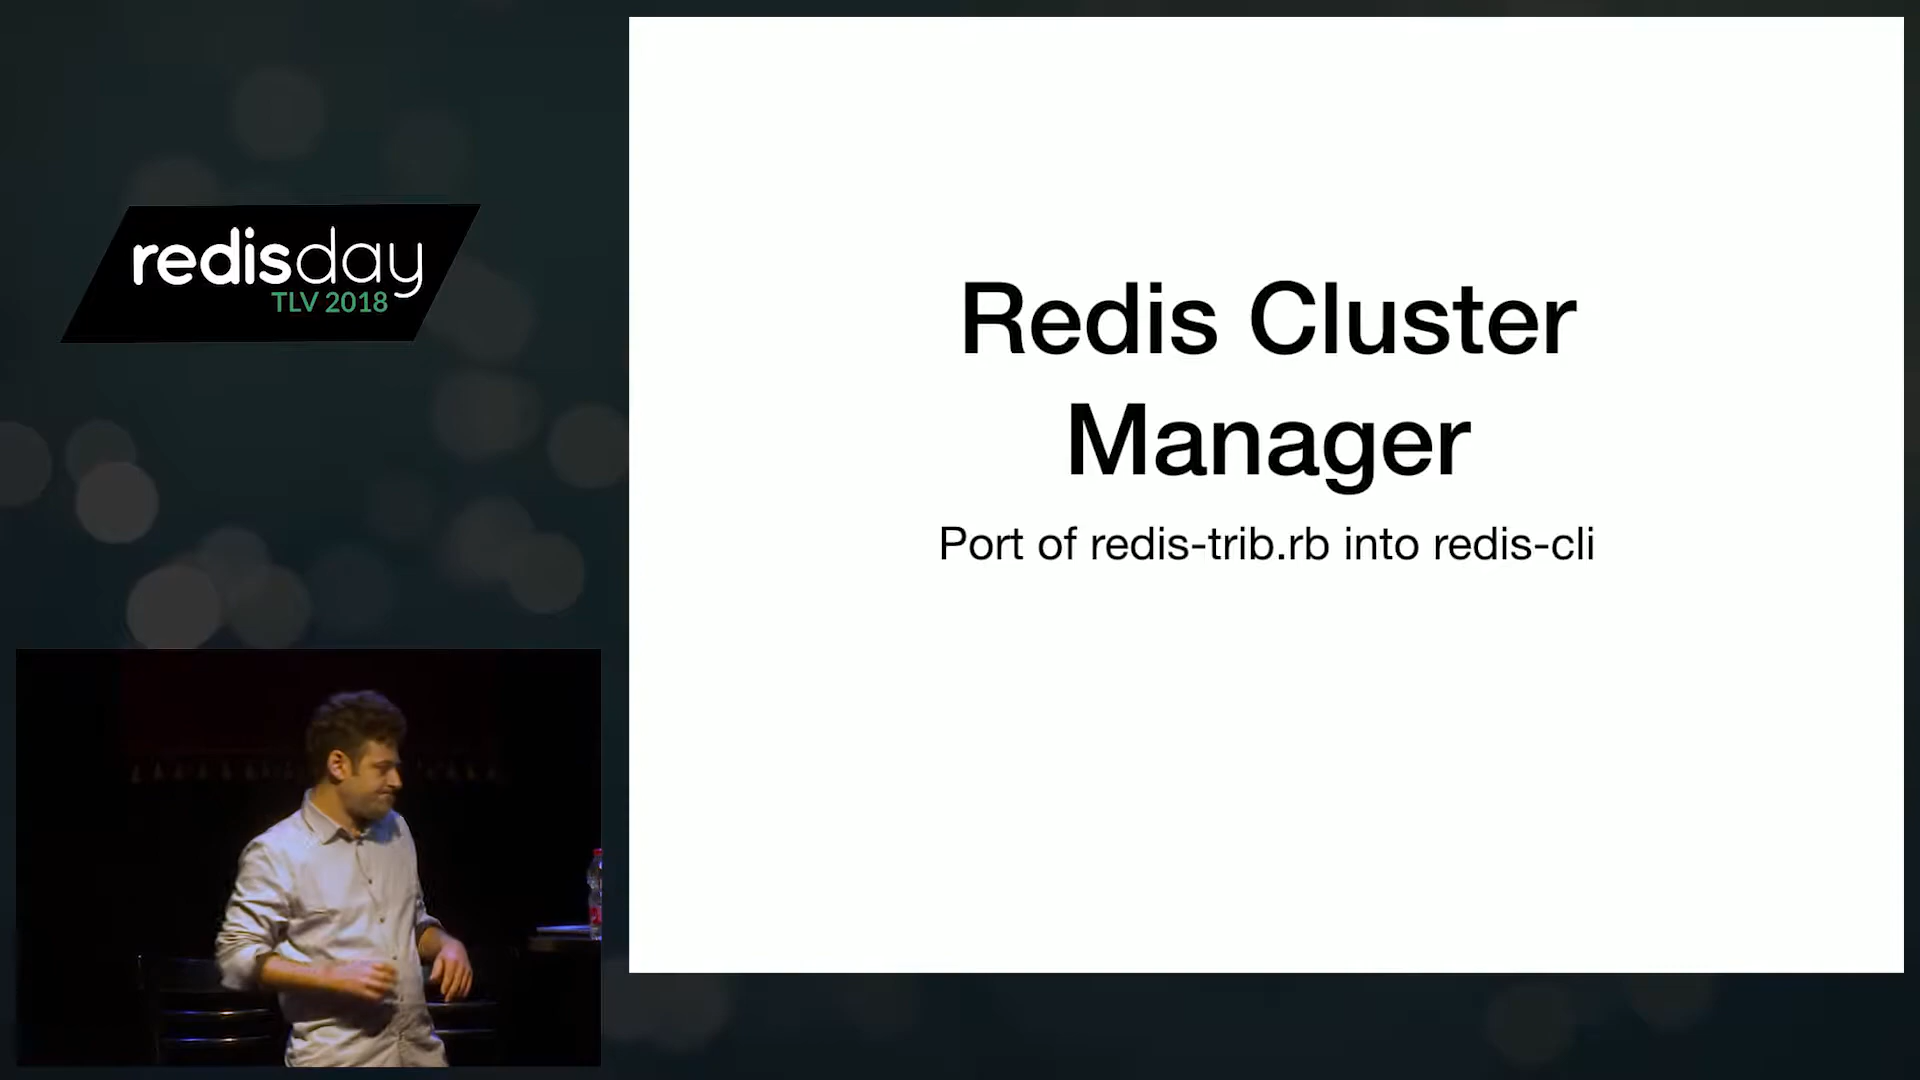 redisday
TLV 2018
Redis Cluster
Manager
Port of redis-trib.rb into redis-cli